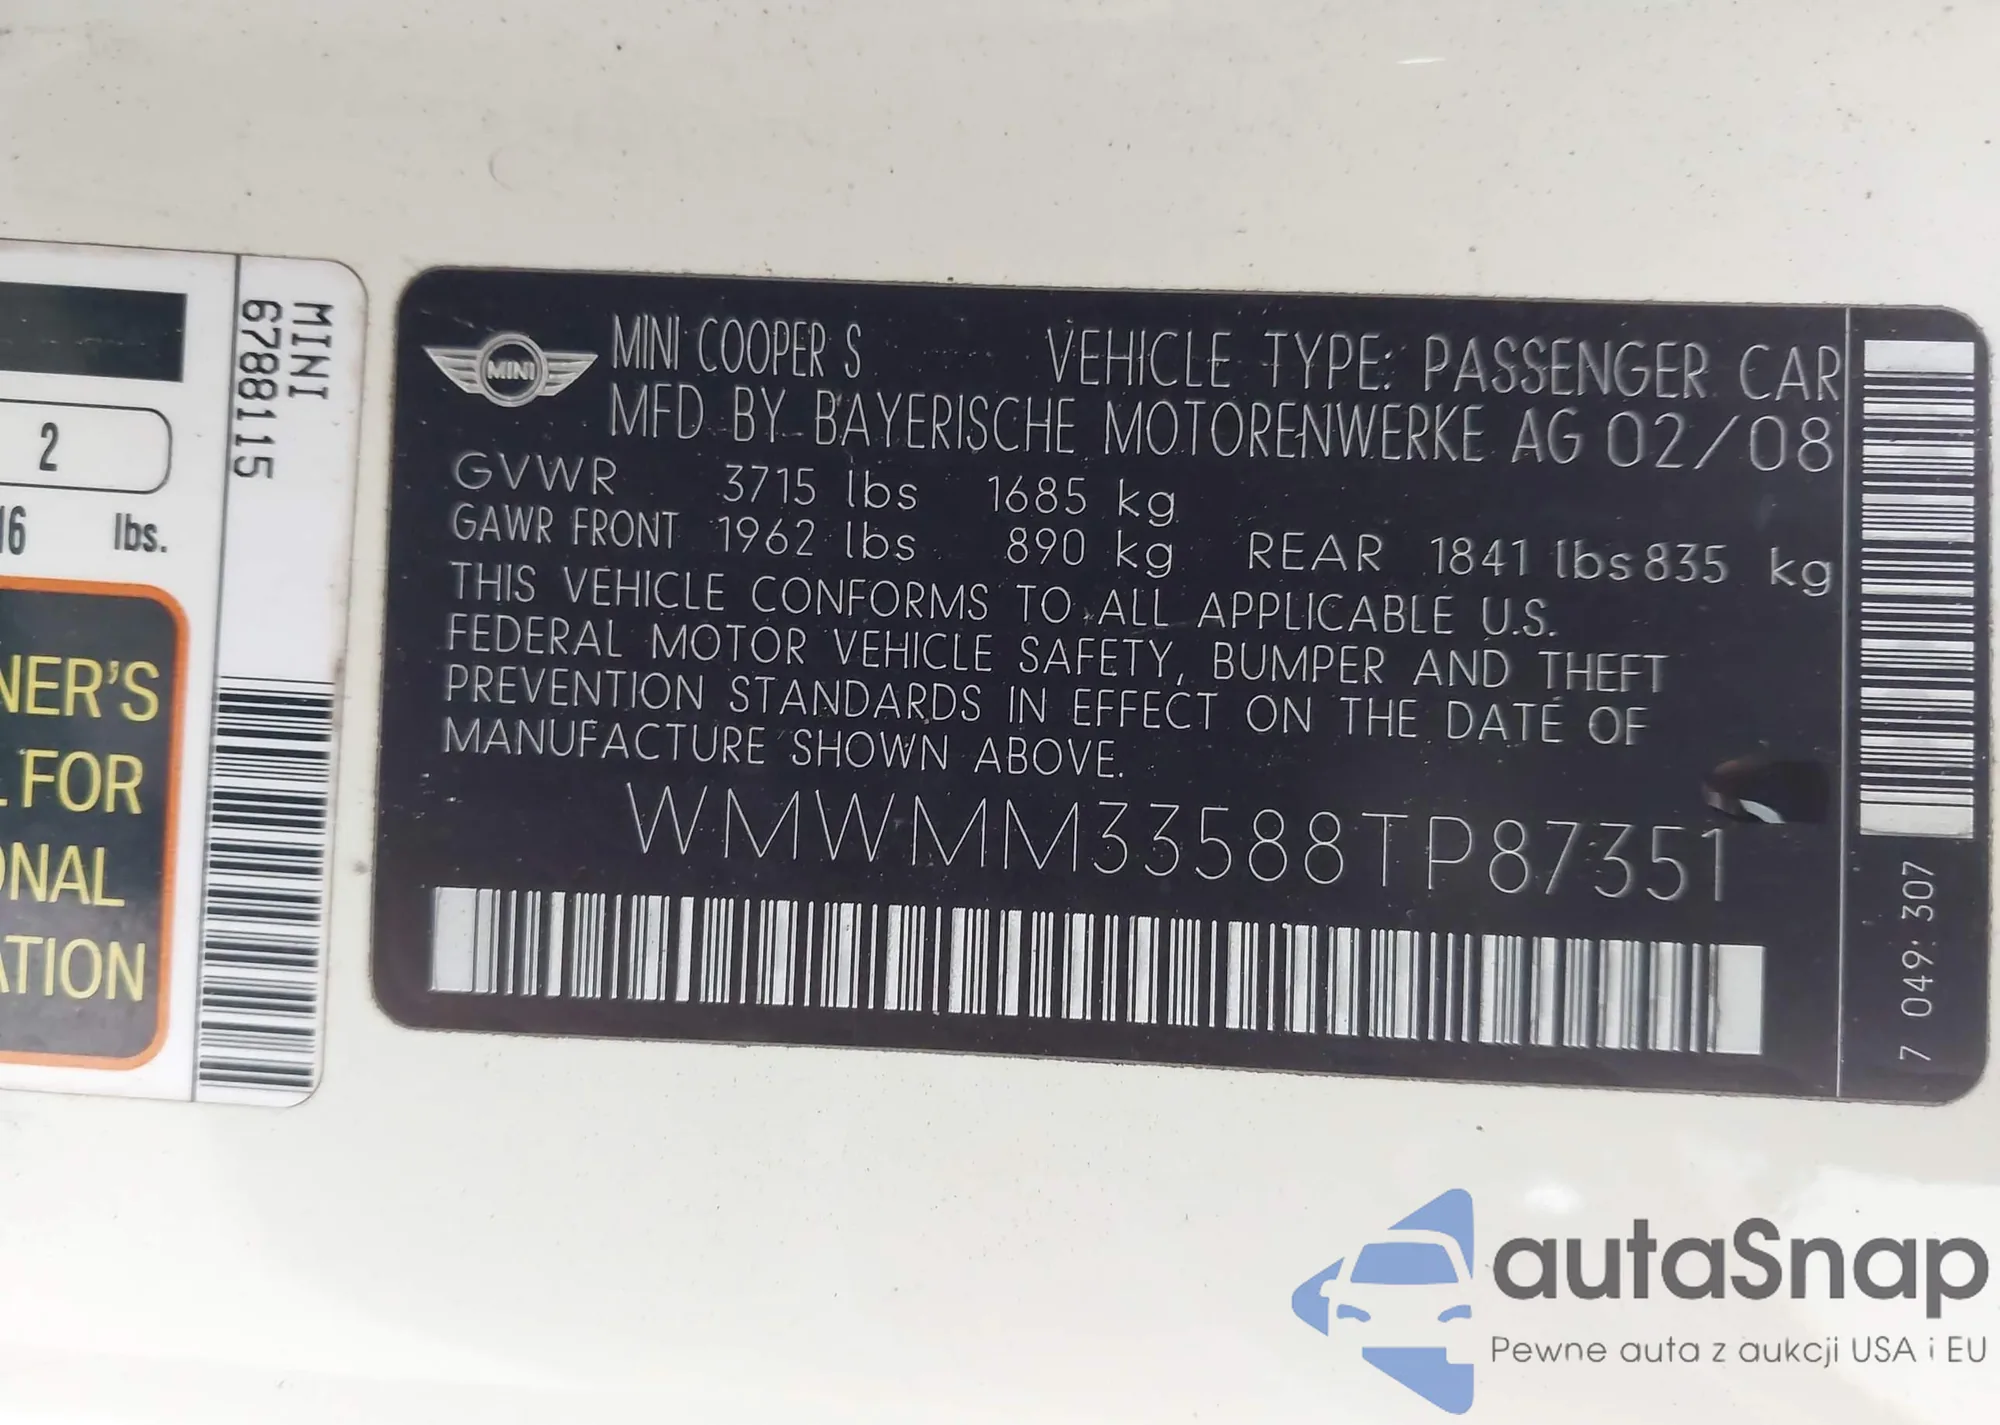 2
16 lbs.
NER'S
L FOR
ONAL
ATION
MINI
6788115
MINI
MINI COOPER S VEHICLE TYPE: PASSENGER CAR
MFD BY BAYERISCHE MOTORENWERKE AG 02/08
GVWR 3715 lbs 1685 kg
GAWR FRONT 1962 lbs 890 kg REAR 1841 lbs 835 kg
THIS VEHICLE CONFORMS TO ALL APPLICABLE U.S.
FEDERAL MOTOR VEHICLE SAFETY, BUMPER AND THEFT
PREVENTION STANDARDS IN EFFECT ON THE DATE OF
MANUFACTURE SHOWN ABOVE.
WMWMM33588TP87351
7 049: 307
autaSnap
Pewne auta z aukcji USA i EU